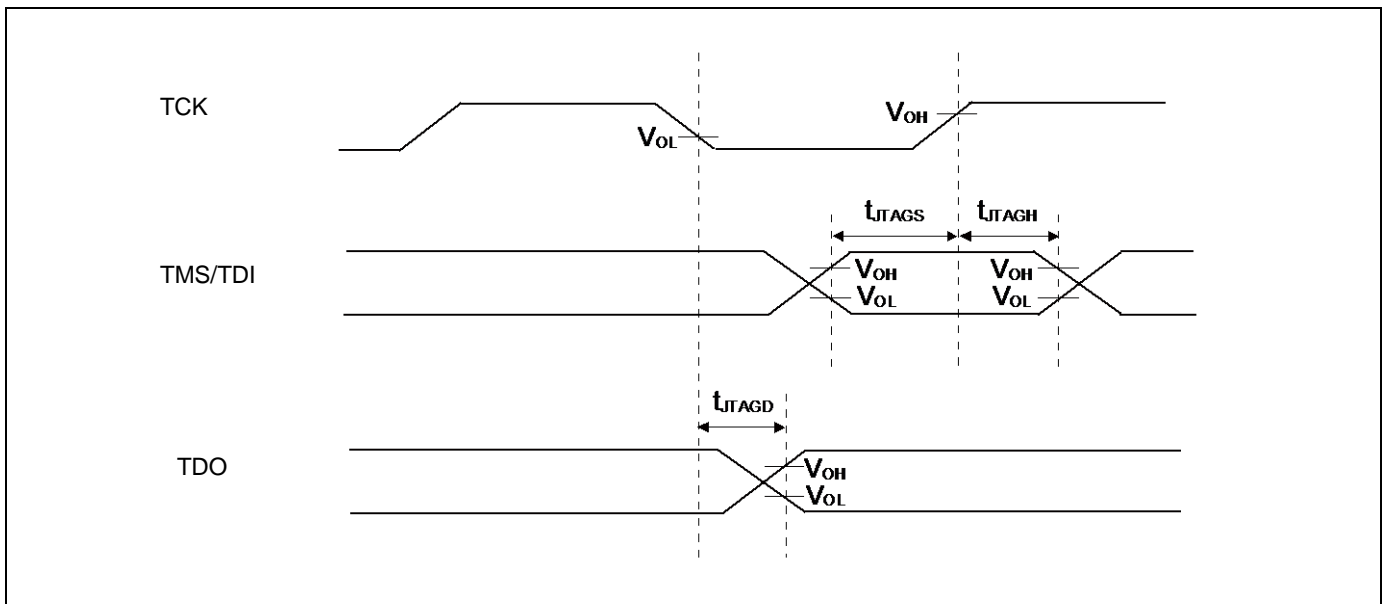 TCK
VOL
VOH
tJTAGS
tJTAGH
TMS/TDI
VOH
VOL
VOH
VOL
tJTAGD
TDO
VOH
VOL